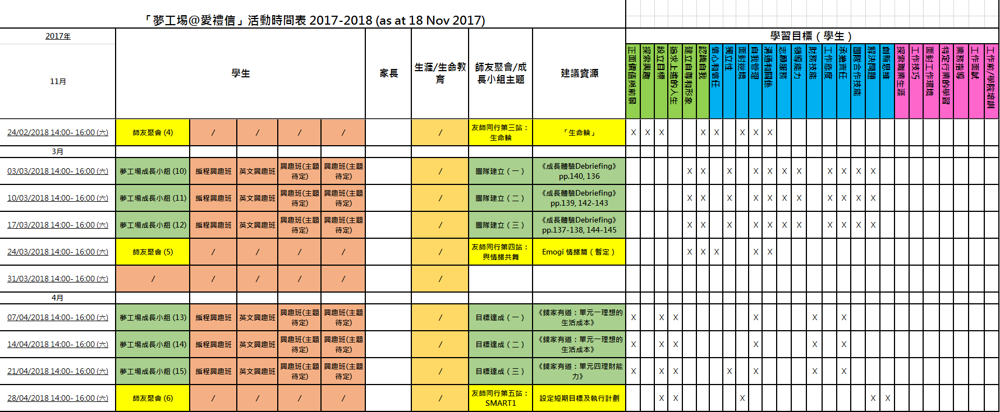 「夢工場@愛禮信」活動時間表 2017-2018 (as at 18 Nov 2017)
2017年
11月
學生
家長
生涯/生命教
育
師友聚會/成
長小組主題
建議資源
學習目標（學生）
正面價值與前景
探索興趣
設立目標
追求上進的人生
建立自尊和形象
認識自我
信心和信任
獨立性
面對逆境
自我管理
溝通和關係
志願服務
領導能力
財務技能
工作態度
承擔責任
團隊合作技能
解決問題
創新思維
探索職業生涯
工作技巧
面對工作環境
特定行業的學習
業務指導
工作面試
工作前/學院培訓
24/02/2018 14:00- 16:00 (六) 師友聚會 (4) / / / / / 友師同行第三站：
生命輪 「生命輪」 X X X X X X X X
3月
03/03/2018 14:00- 16:00 (六) 夢工場成長小組 (10) 編程興趣班 英文興趣班 興趣班(主題
待定) 興趣班(主題
待定) / 團隊建立（一） 《成長體驗Debriefing》
pp.140, 136 X X X X X X X X X X X
10/03/2018 14:00- 16:00 (六) 夢工場成長小組 (11) 編程興趣班 英文興趣班 興趣班(主題
待定) 興趣班(主題
待定) / 團隊建立（二） 《成長體驗Debriefing》
pp.139, 142-143 X X X X X X X X X X X
17/03/2018 14:00- 16:00 (六) 夢工場成長小組 (12) 編程興趣班 英文興趣班 興趣班(主題
待定) 興趣班(主題
待定) / 團隊建立（三） 《成長體驗Debriefing》
pp.137-138, 144-145 X X X X X X X X X X X
24/03/2018 14:00- 16:00 (六) 師友聚會 (5) / / / / / 友師同行第四站：
與情緒共舞 Emogi 情緒篇（暫定） X X X X X
31/03/2018 14:00- 16:00 (六) / / / / /
4月
07/04/2018 14:00- 16:00 (六) 夢工場成長小組 (13) 編程興趣班 英文興趣班 興趣班(主題
待定) 興趣班(主題
待定) / 目標達成（一） 《錢家有道：單元一理想的
生活成本》 X X X X X X
14/04/2018 14:00- 16:00 (六) 夢工場成長小組 (14) 編程興趣班 英文興趣班 興趣班(主題
待定) 興趣班(主題
待定) / 目標達成（二） 《錢家有道：單元一理想的
生活成本》 X X X X X X
21/04/2018 14:00- 16:00 (六) 夢工場成長小組 (15) 編程興趣班 英文興趣班 興趣班(主題
待定) 興趣班(主題
待定) / 目標達成（三） 《錢家有道：單元四理財能
力》 X X X X X X X
28/04/2018 14:00- 16:00 (六) 師友聚會 (6) / / / / / 友師同行第五站：
SMART1 設定短期目標及執行計劃 X X X X X